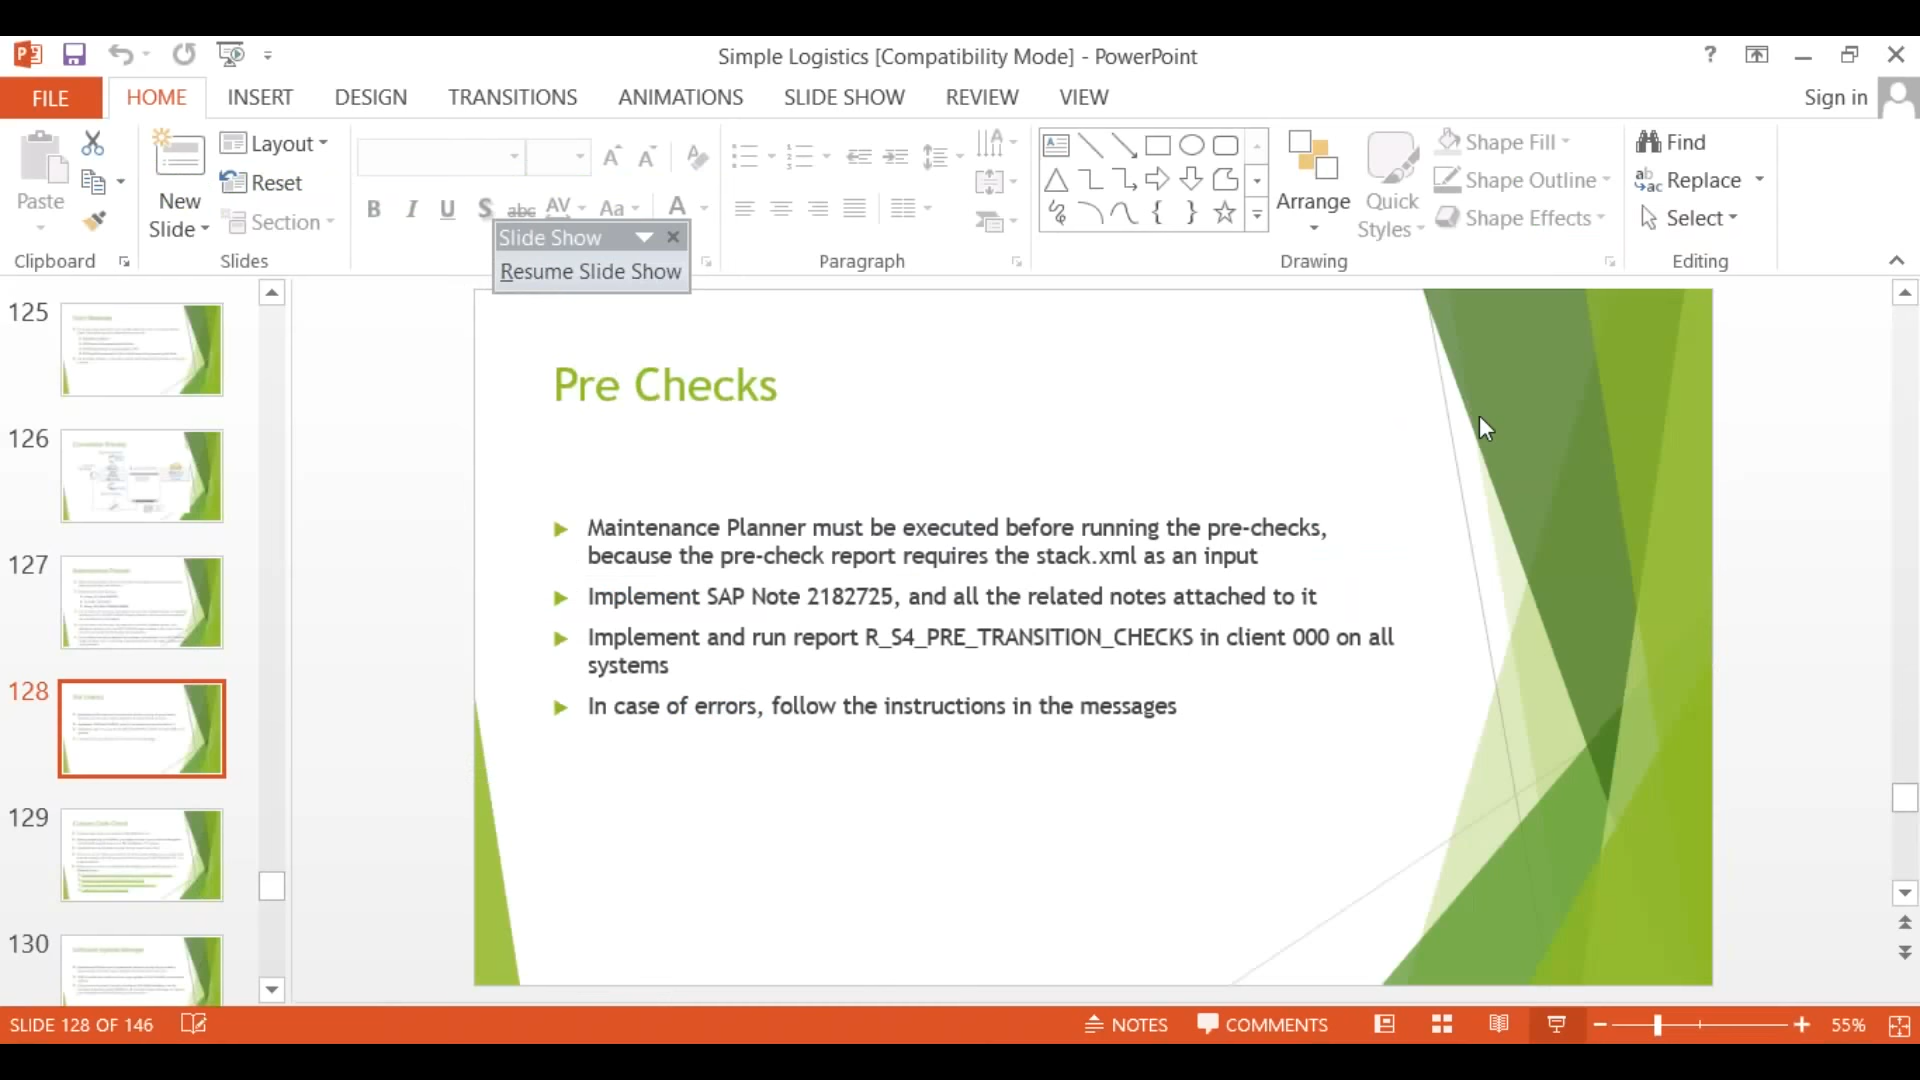 Simple Logistics [Compatibility Mode] - PowerPoint
?
FILE
HOME
INSERT
DESIGN
TRANSITIONS
ANIMATIONS
SLIDE SHOW
REVIEW
VIEW
Sign in
Paste
New
Slide
Layout
Reset
Section
B I U S abc AV Aa A
Arrange
Quick
Styles
Shape Fill
Shape Outline
Shape Effects
Find
Replace
Select
Clipboard
Slides
Paragraph
Drawing
Editing
Slide Show
Resume Slide Show
125
126
127
128
129
130
Pre Checks
Maintenance Planner must be executed before running the pre-checks,
because the pre-check report requires the stack.xml as an input
Implement SAP Note 2182725, and all the related notes attached to it
Implement and run report R_S4_PRE_TRANSITION_CHECKS in client 000 on all
systems
In case of errors, follow the instructions in the messages
SLIDE 128 OF 146
NOTES
COMMENTS
55%